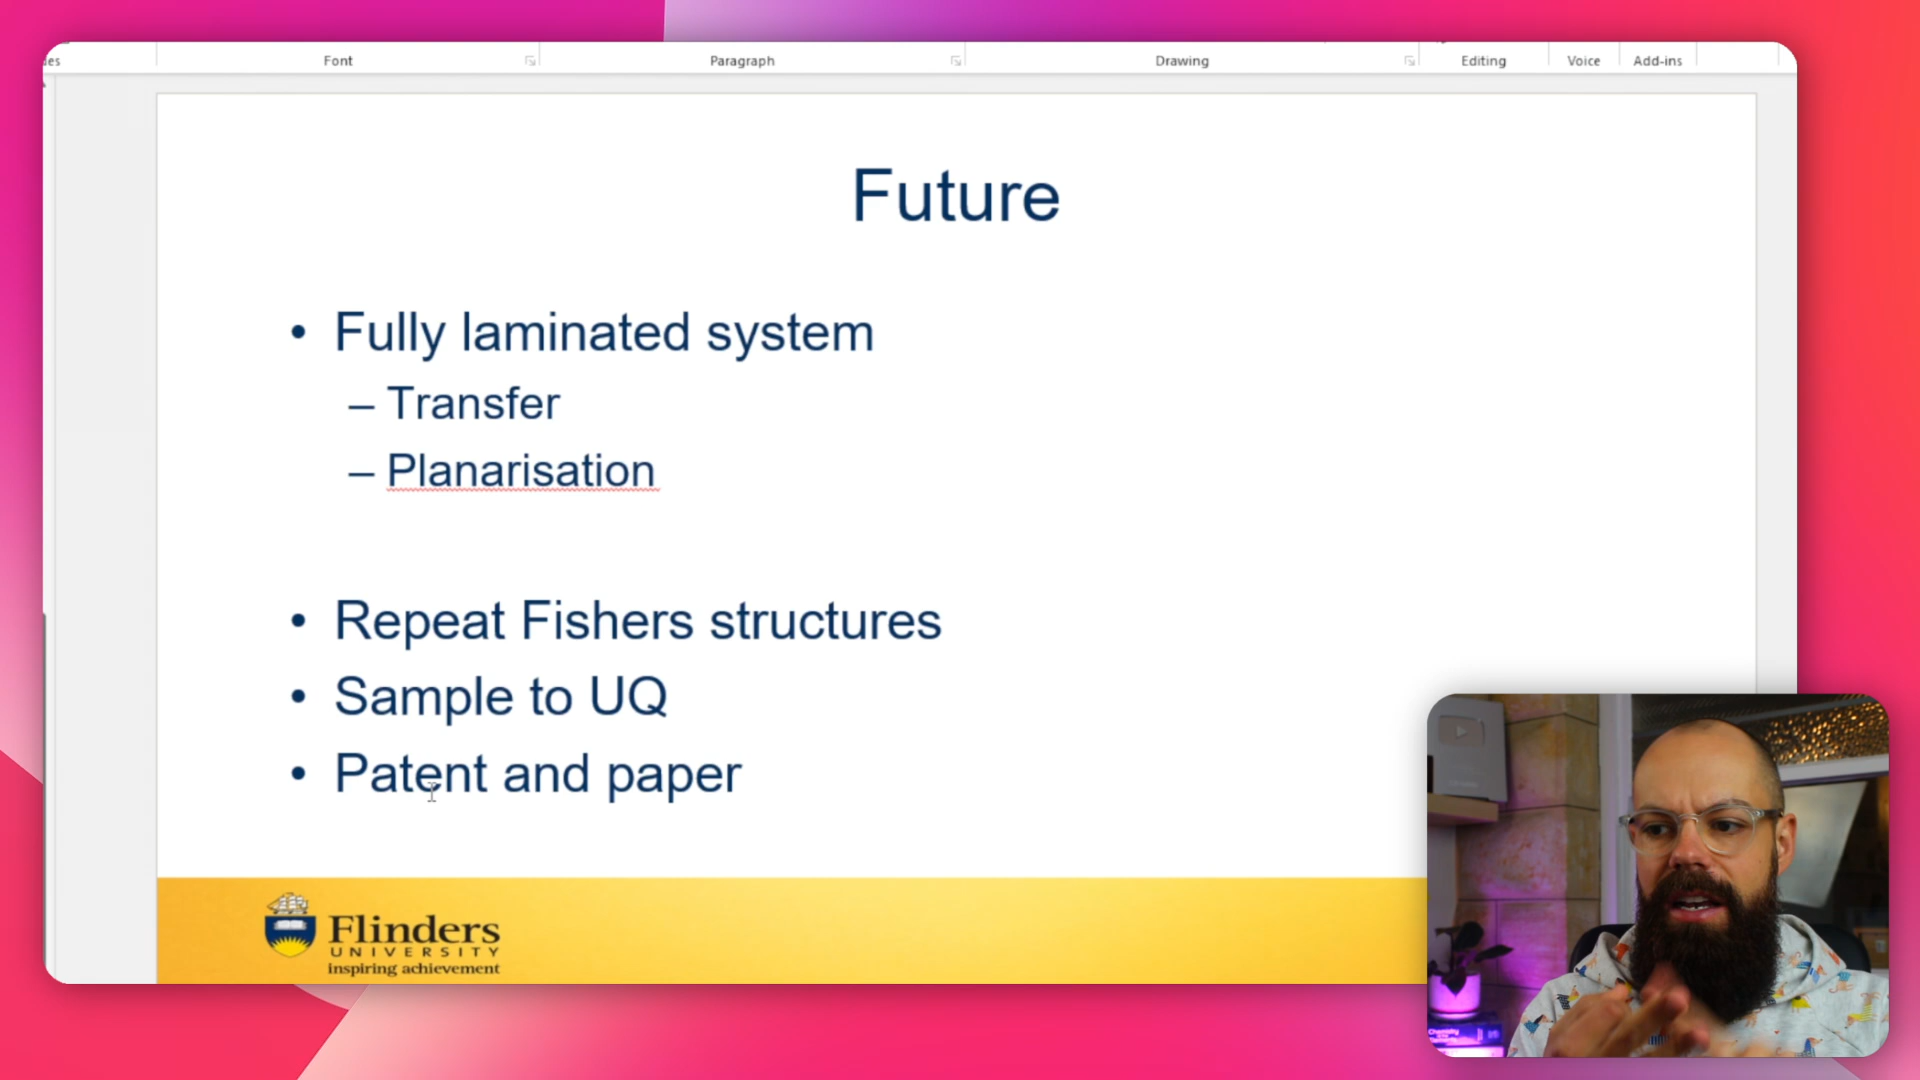 Font
Paragraph
Drawing
Editing
Voice
Add-ins
Future
• Fully laminated system
– Transfer
– Planarisation
• Repeat Fishers structures
• Sample to UQ
• Patent and paper
Flinders
UNIVERSITY
inspiring achievement
Chemistry